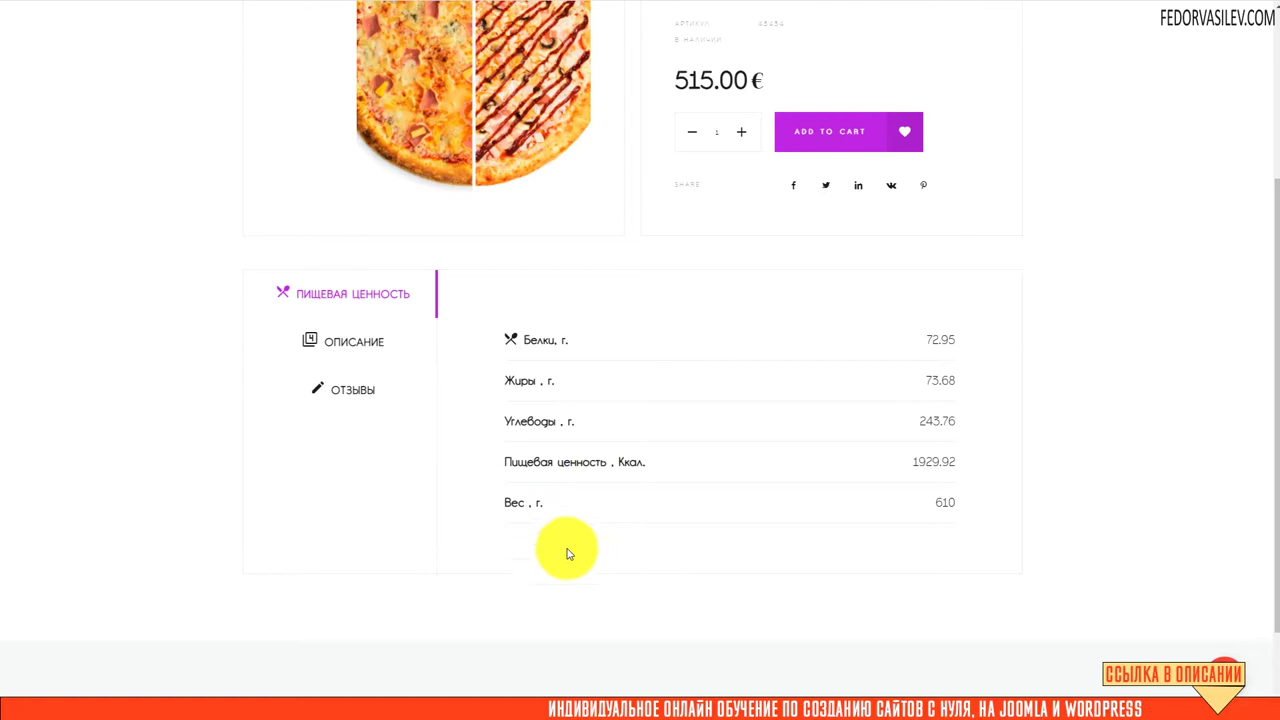 FEDORVASILEV.COM
АРТИКУЛ 45454
В НАЛИЧИИ
515.00 €
1
ADD TO CART
SHARE
ПИЩЕВАЯ ЦЕННОСТЬ
ОПИСАНИЕ
ОТЗЫВЫ
Белки, г. 72.95
Жиры , г. 73.68
Углеводы , г. 243.76
Пищевая ценность , Ккал. 1929.92
Вес , г. 610
ССЫЛКА В ОПИСАНИИ
ИНДИВИДУАЛЬНОЕ ОНЛАЙН ОБУЧЕНИЕ ПО СОЗДАНИЮ САЙТОВ С НУЛЯ, НА JOOMLA И WORDPRESS